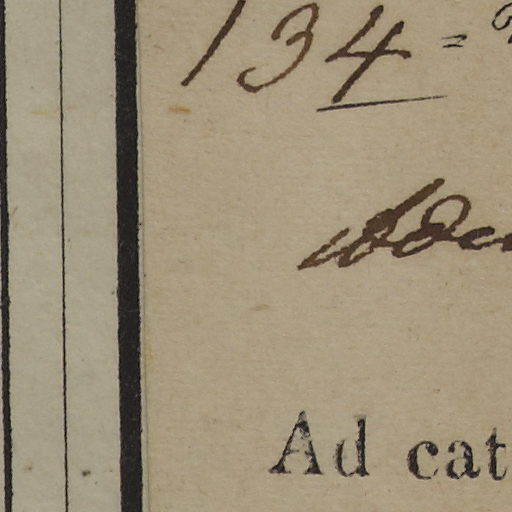 134 =
Ad cat